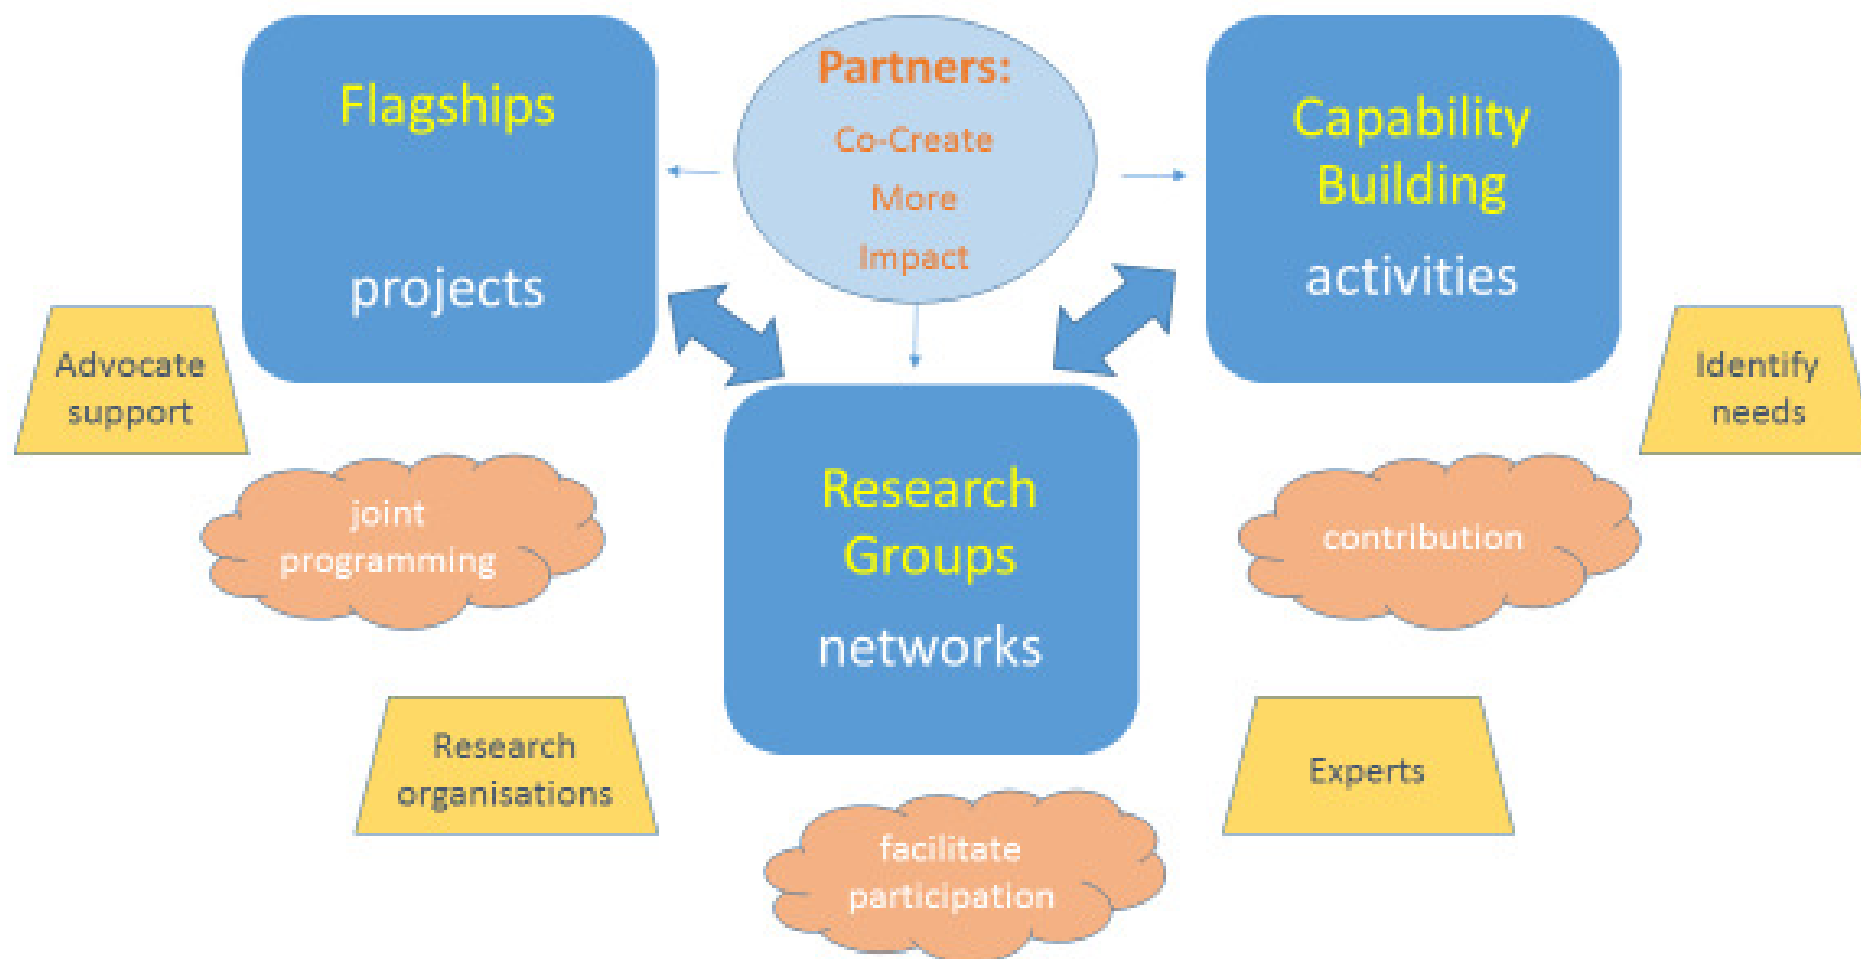 Flagships
projects
Partners:
Co-Create
More
Impact
Capability
Building
activities
Advocate
support
Identify
needs
joint
programming
Research
Groups
networks
contribution
Research
organisations
Experts
facilitate
participation